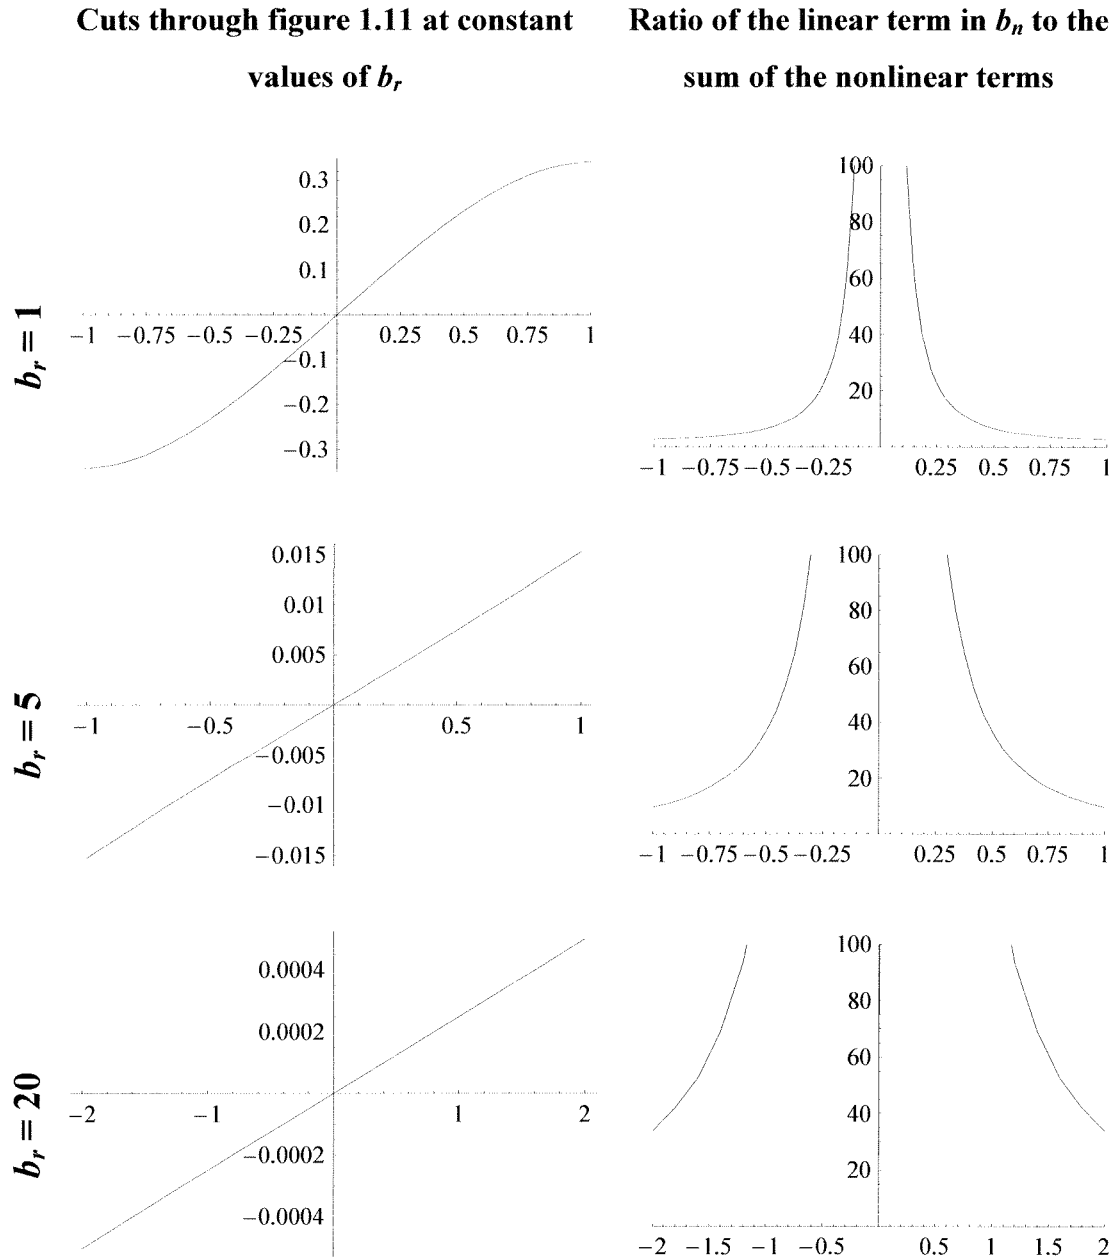 Cuts through figure 1.11 at constant
values of b_r
Ratio of the linear term in b_n to the
sum of the nonlinear terms
b_r = 1
0.3
0.2
0.1
−1 −0.75 −0.5 −0.25 0.25 0.5 0.75 1
−0.1
−0.2
−0.3
100
80
60
40
20
−1 −0.75 −0.5 −0.25 0.25 0.5 0.75 1
b_r = 5
0.015
0.01
0.005
−1 −0.5 0.5 1
−0.005
−0.01
−0.015
100
80
60
40
20
−1 −0.75 −0.5 −0.25 0.25 0.5 0.75 1
b_r = 20
0.0004
0.0002
−2 −1 1 2
−0.0002
−0.0004
100
80
60
40
20
−2 −1.5 −1 −0.5 0.5 1 1.5 2